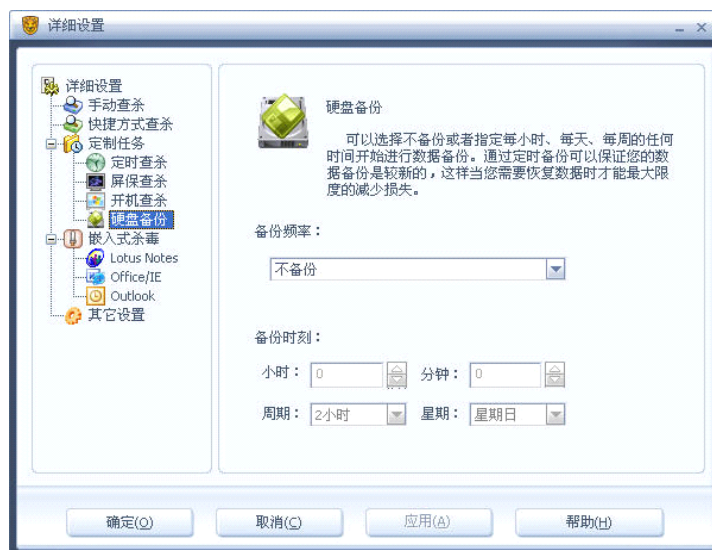 详细设置
详细设置
手动查杀
快捷方式查杀
定制任务
定时查杀
屏保查杀
开机查杀
硬盘备份
嵌入式杀毒
Lotus Notes
Office/IE
Outlook
其它设置
硬盘备份
可以选择不备份或者指定每小时、每天、每周的任何
时间开始进行数据备份。通过定时备份可以保证您的数
据备份是较新的，这样当您需要恢复数据时才能最大限
度的减少损失。
备份频率：
不备份
备份时刻：
小时： 0 分钟： 0
周期： 2小时 星期： 星期日
确定(O) 取消(C) 应用(A) 帮助(H)